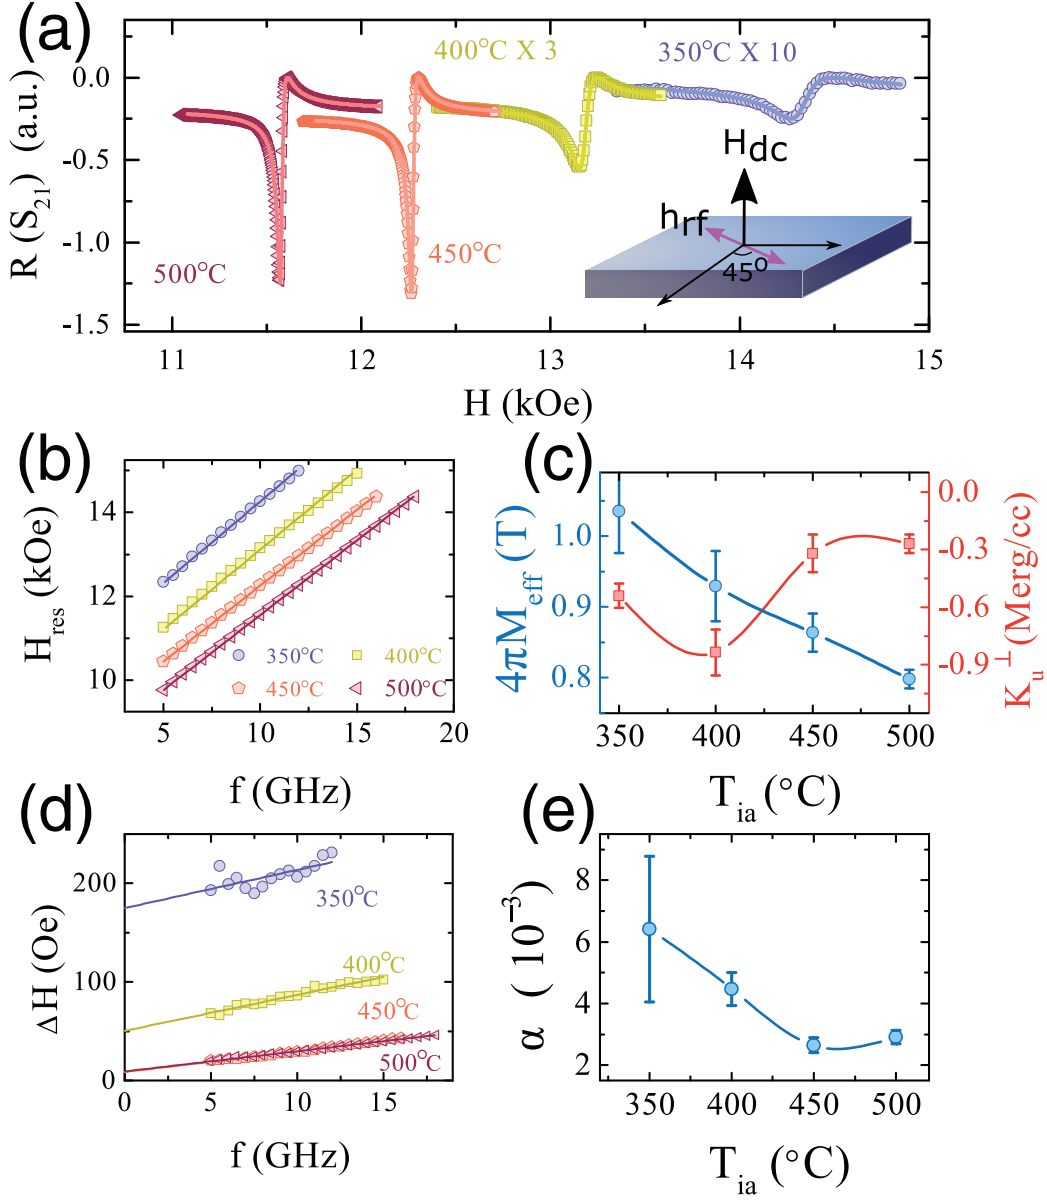 (a)
400°C X 3
350°C X 10
0.0
-0.5
-1.0
-1.5
R (S21) (a.u.)
500°C
450°C
Hdc
hrf
45o
11
12
13
14
15
H (kOe)
(b)
14
12
10
Hres (kOe)
350°C
400°C
450°C
500°C
0
5
10
15
20
f (GHz)
(c)
1.0
0.9
0.8
4πMeff (T)
0.0
-0.3
-0.6
-0.9
Ku⊥ (Merg/cc)
350
400
450
500
Tia (°C)
(d)
200
100
0
ΔH (Oe)
350°C
400°C
450°C
500°C
0
5
10
15
f (GHz)
(e)
8
6
4
2
α (10−3)
350
400
450
500
Tia (°C)